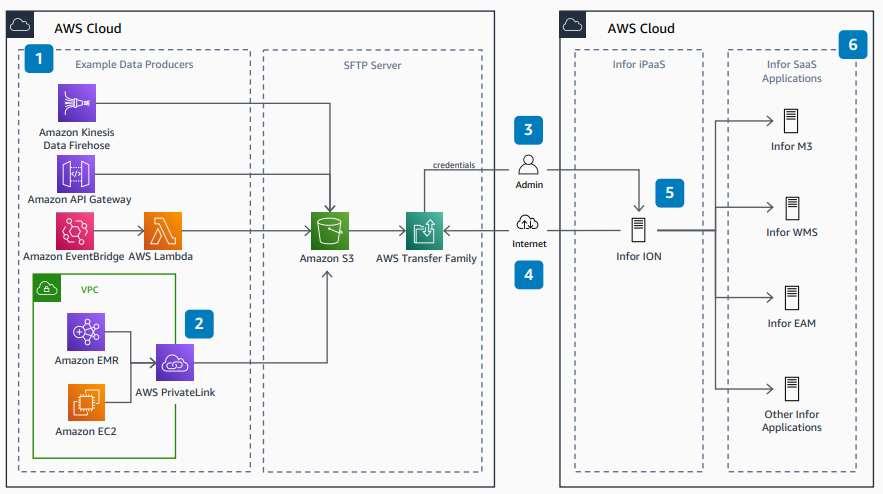 AWS Cloud
1
Example Data Producers
SFTP Server
Amazon Kinesis
Data Firehose
Amazon API Gateway
Amazon EventBridge
AWS Lambda
Amazon S3
AWS Transfer Family
VPC
2
Amazon EMR
AWS PrivateLink
Amazon EC2
credentials
3
Admin
Internet
4
AWS Cloud
Infor iPaaS
5
Infor ION
6
Infor SaaS
Applications
Infor M3
Infor WMS
Infor EAM
Other Infor
Applications